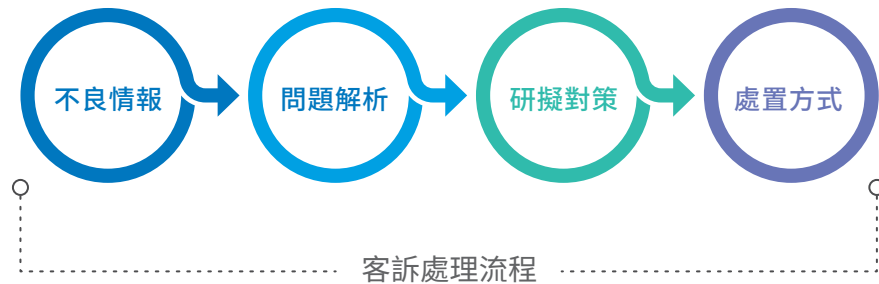 不良情報
問題解析
研擬對策
處置方式
客訴處理流程